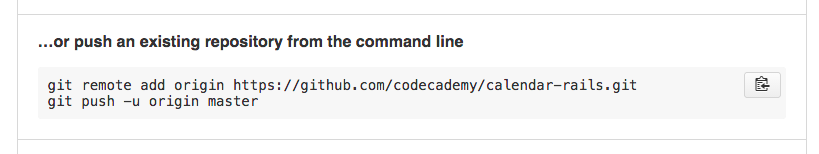 ...or push an existing repository from the command line
git remote add origin https://github.com/codecademy/calendar-rails.git
git push -u origin master